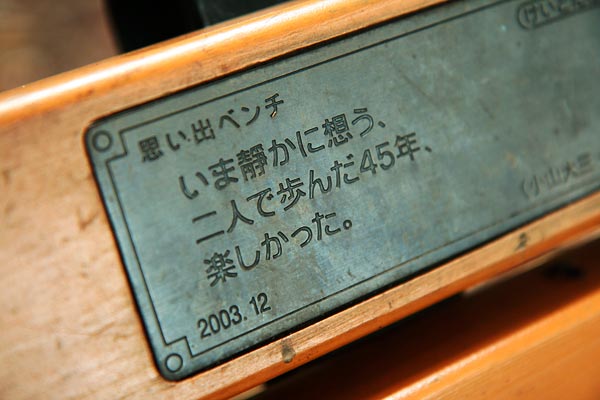 思い出ベンチ
いま静かに想う、
二人で歩んだ45年、
楽しかった。
2003.12